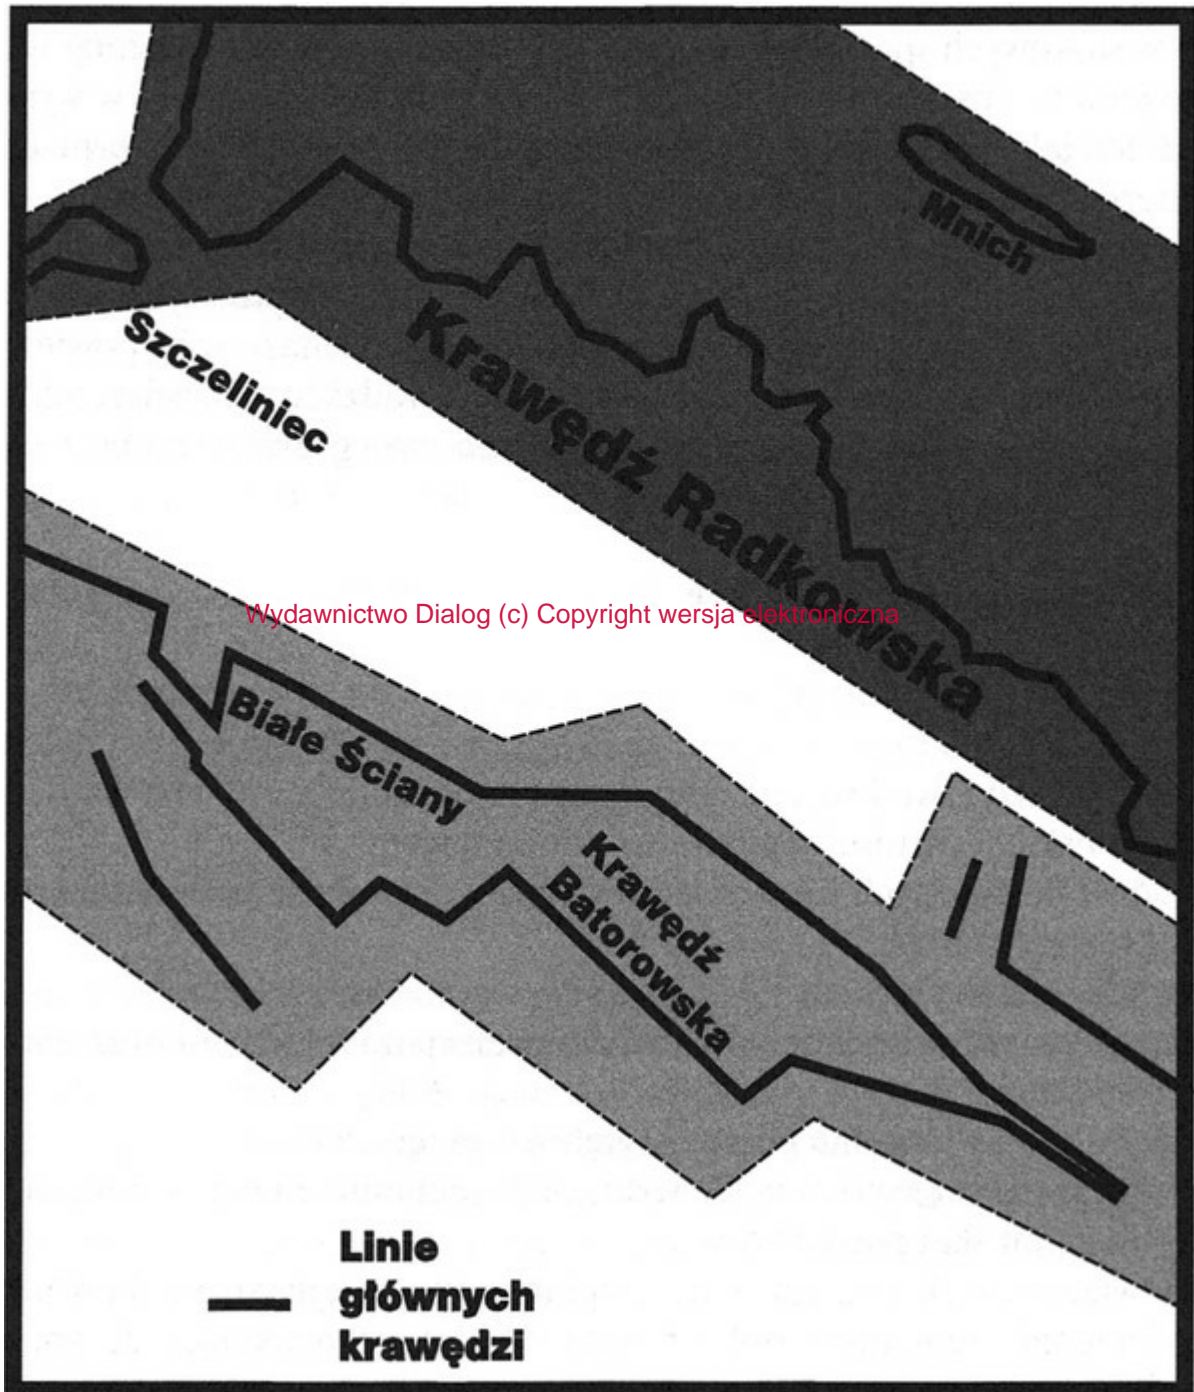 Mnich
Szczeliniec
Krawędź Radkowska
Wydawnictwo Dialog (c) Copyright wersja elektroniczna
Białe Ściany
Krawędź
Batorowska
Linie
głównych
krawędzi